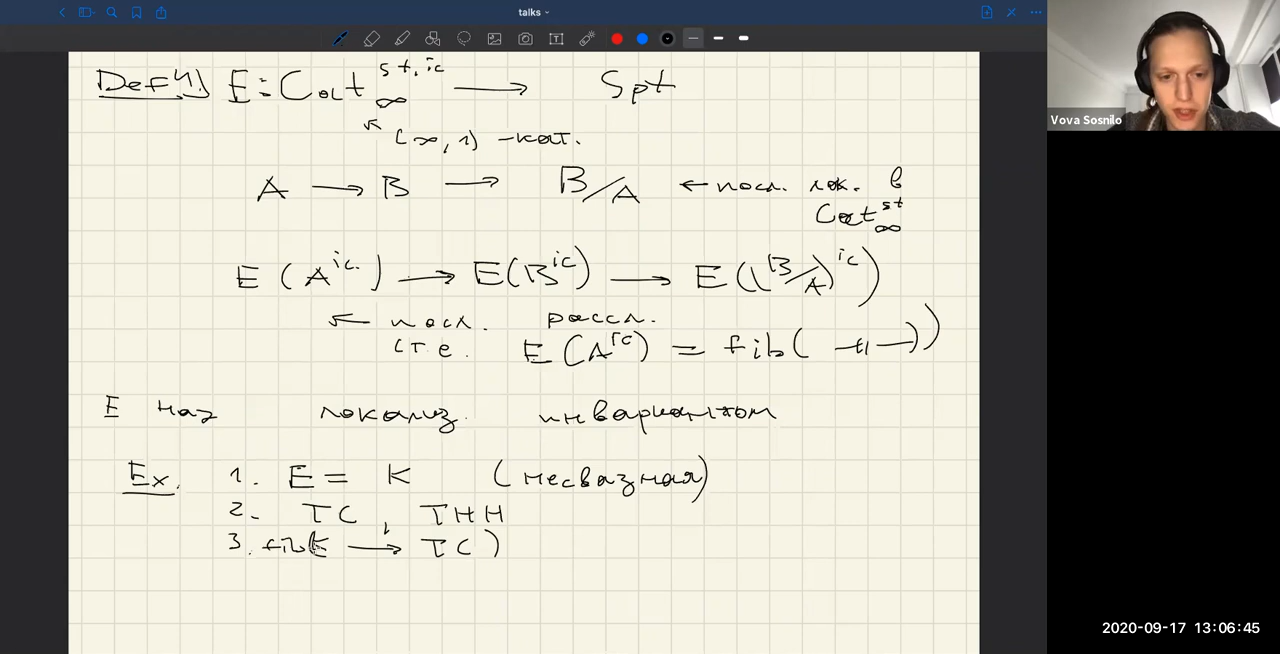 talks
Def 4) E: Cat st, ic ∞ → Spt
(∞, 1) -кат.
A → B → B/A ← посл. лок. в
Cat st ∞
E(A ic) → E(B ic) → E((B/A) ic)
← посл. рассл.
(т.е. E(A ic) = fib( —"— ))
E наз локализ. инвариантом
Ex. 1. E = K (несвязная)
2. TC, THH
3. fib(K → TC)
Vova Sosnilo
2020-09-17 13:06:45